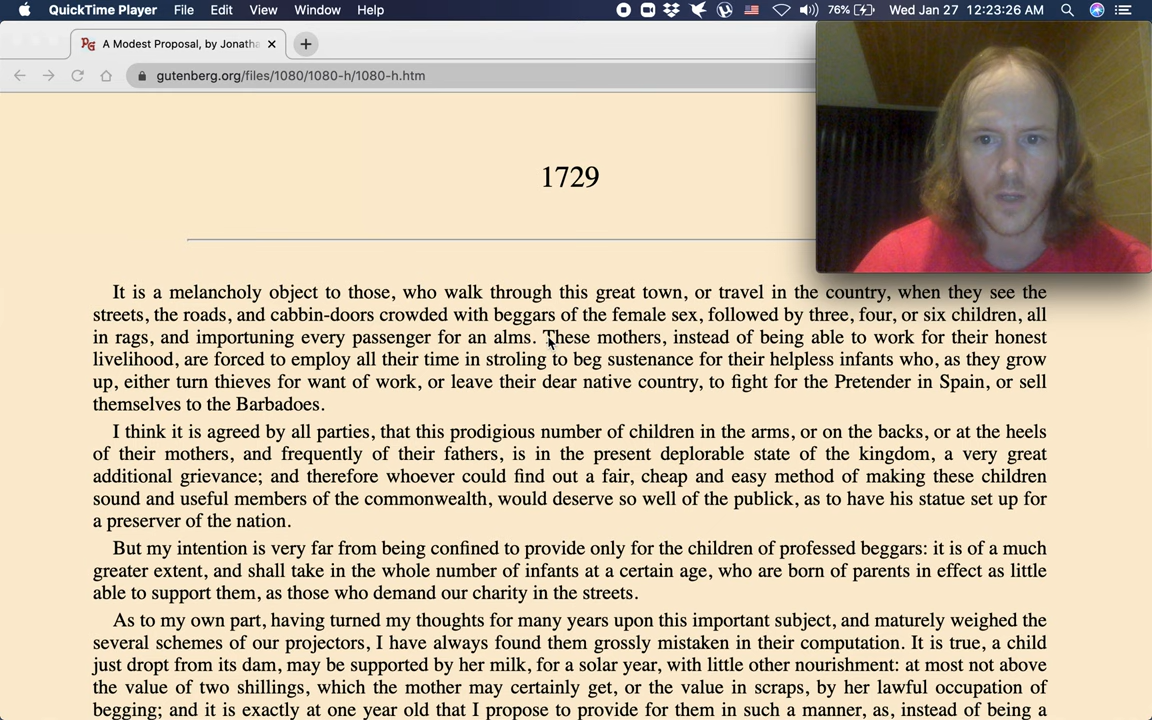 QuickTime Player File Edit View Window Help 76% Wed Jan 27 12:23:26 AM
A Modest Proposal, by Jonatha
gutenberg.org/files/1080/1080-h/1080-h.htm
1729
It is a melancholy object to those, who walk through this great town, or travel in the country, when they see the
streets, the roads, and cabbin-doors crowded with beggars of the female sex, followed by three, four, or six children, all
in rags, and importuning every passenger for an alms. These mothers, instead of being able to work for their honest
livelihood, are forced to employ all their time in stroling to beg sustenance for their helpless infants who, as they grow
up, either turn thieves for want of work, or leave their dear native country, to fight for the Pretender in Spain, or sell
themselves to the Barbadoes.
I think it is agreed by all parties, that this prodigious number of children in the arms, or on the backs, or at the heels
of their mothers, and frequently of their fathers, is in the present deplorable state of the kingdom, a very great
additional grievance; and therefore whoever could find out a fair, cheap and easy method of making these children
sound and useful members of the commonwealth, would deserve so well of the publick, as to have his statue set up for
a preserver of the nation.
But my intention is very far from being confined to provide only for the children of professed beggars: it is of a much
greater extent, and shall take in the whole number of infants at a certain age, who are born of parents in effect as little
able to support them, as those who demand our charity in the streets.
As to my own part, having turned my thoughts for many years upon this important subject, and maturely weighed the
several schemes of our projectors, I have always found them grossly mistaken in their computation. It is true, a child
just dropt from its dam, may be supported by her milk, for a solar year, with little other nourishment: at most not above
the value of two shillings, which the mother may certainly get, or the value in scraps, by her lawful occupation of
begging; and it is exactly at one year old that I propose to provide for them in such a manner, as, instead of being a